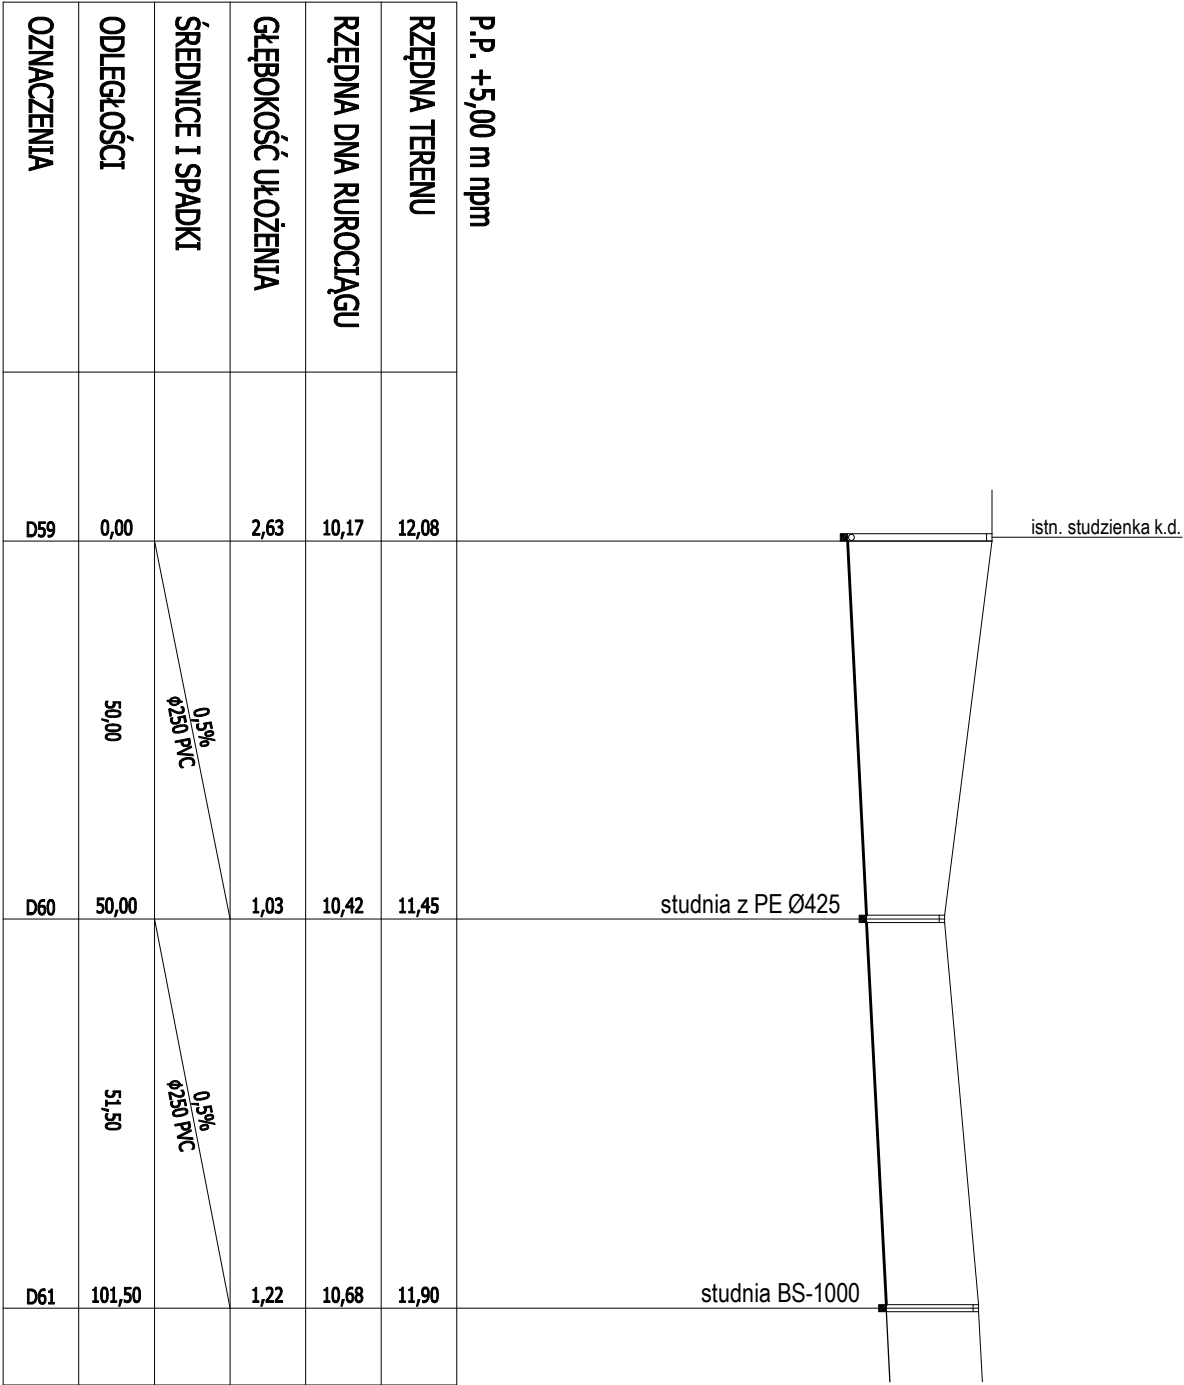 istn. studzienka k.d.
studnia z PE Ø425
studnia BS-1000
P.P. +5,00 m npm
RZĘDNA TERENU
12,08
11,45
11,90
RZĘDNA DNA RUROCIĄGU
10,17
10,42
10,68
GŁĘBOKOŚĆ UŁOŻENIA
2,63
1,03
1,22
ŚREDNICE I SPADKI
0,5%
ϕ250 PVC
0,5%
ϕ250 PVC
ODLEGŁOŚCI
0,00
50,00
50,00
51,50
101,50
OZNACZENIA
D59
D60
D61